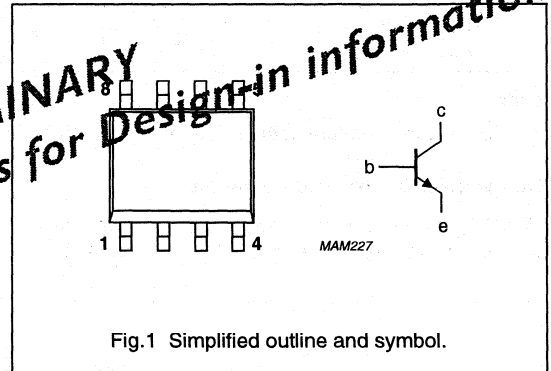 INARY
s for Design-in informatio
8
5
c
b
e
1
4
MAM227
Fig.1 Simplified outline and symbol.